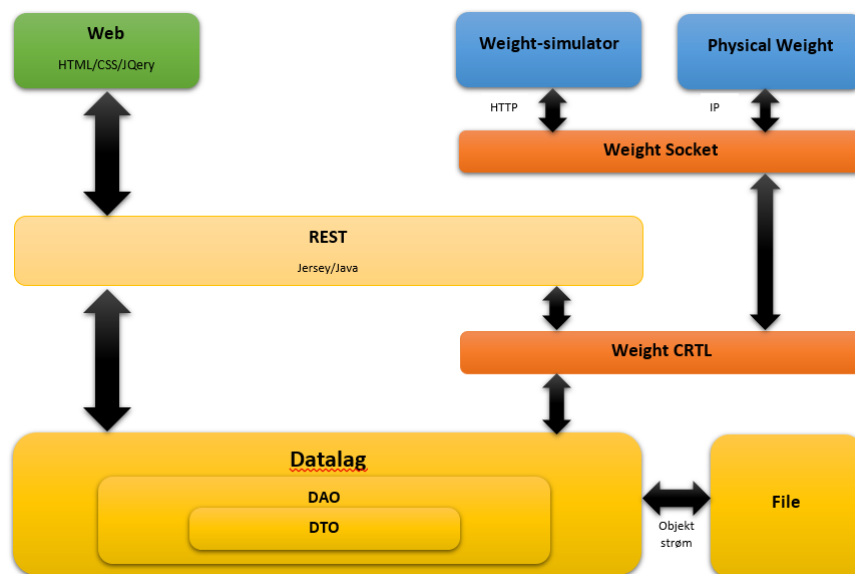 Web
HTML/CSS/JQery
Weight-simulator
Physical Weight
HTTP
IP
Weight Socket
REST
Jersey/Java
Weight CRTL
Datalag
DAO
DTO
File
Objekt
strøm